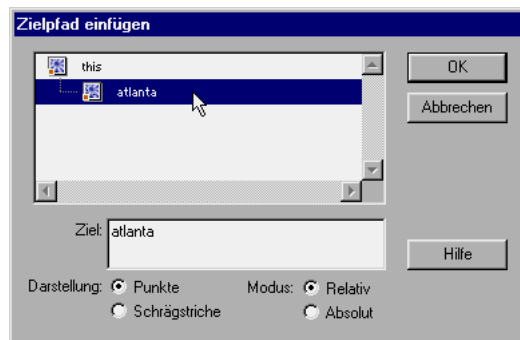 Zielpfad einfügen
this
atlanta
OK
Abbrechen
Ziel: atlanta
Hilfe
Darstellung: Punkte Modus: Relativ
Schrägstriche Absolut